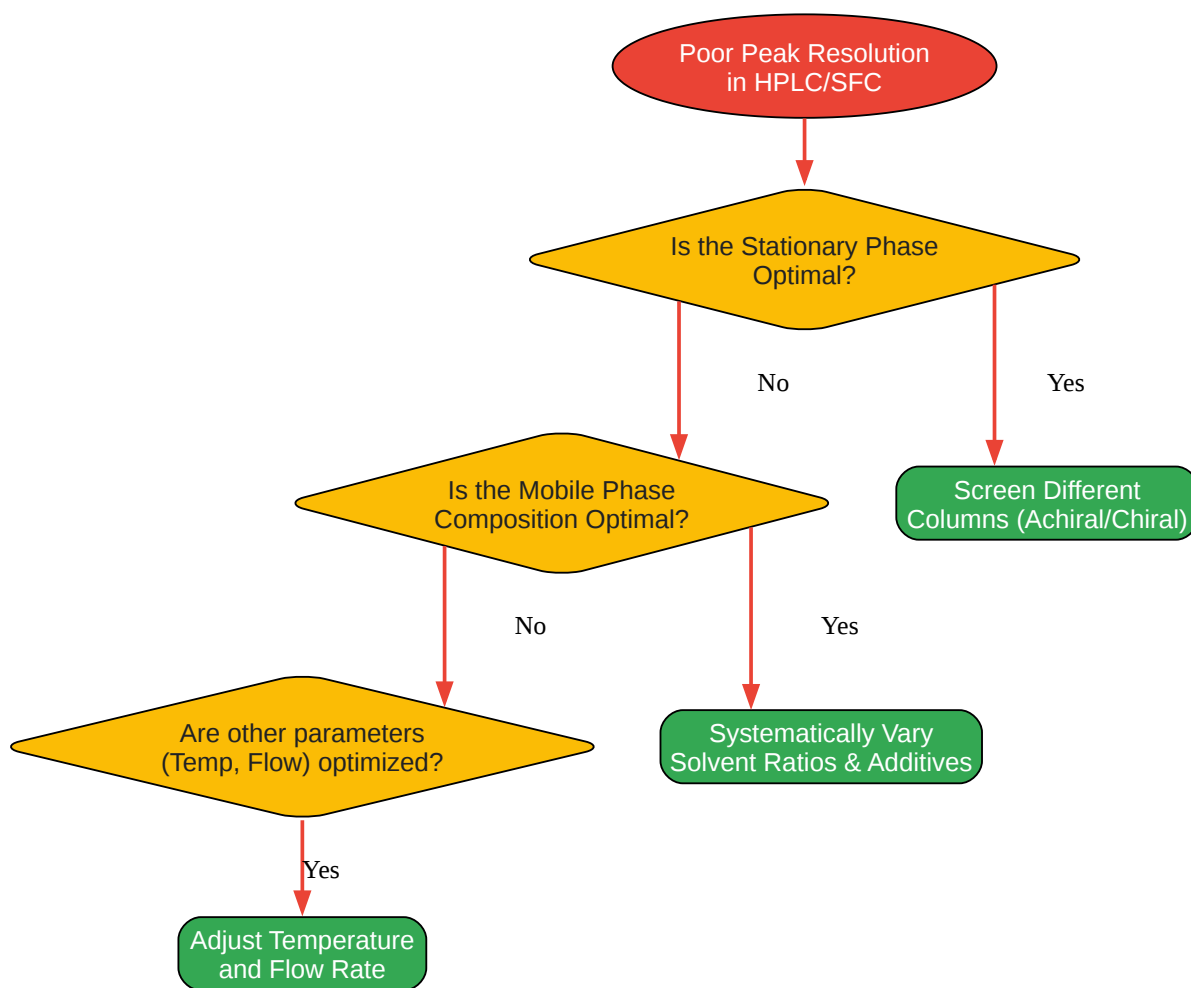 Poor Peak Resolution
in HPLC/SFC
Is the Stationary Phase
Optimal?
No
Yes
Is the Mobile Phase
Composition Optimal?
Screen Different
Columns (Achiral/Chiral)
No
Yes
Are other parameters
(Temp, Flow) optimized?
Systematically Vary
Solvent Ratios & Additives
Yes
Adjust Temperature
and Flow Rate